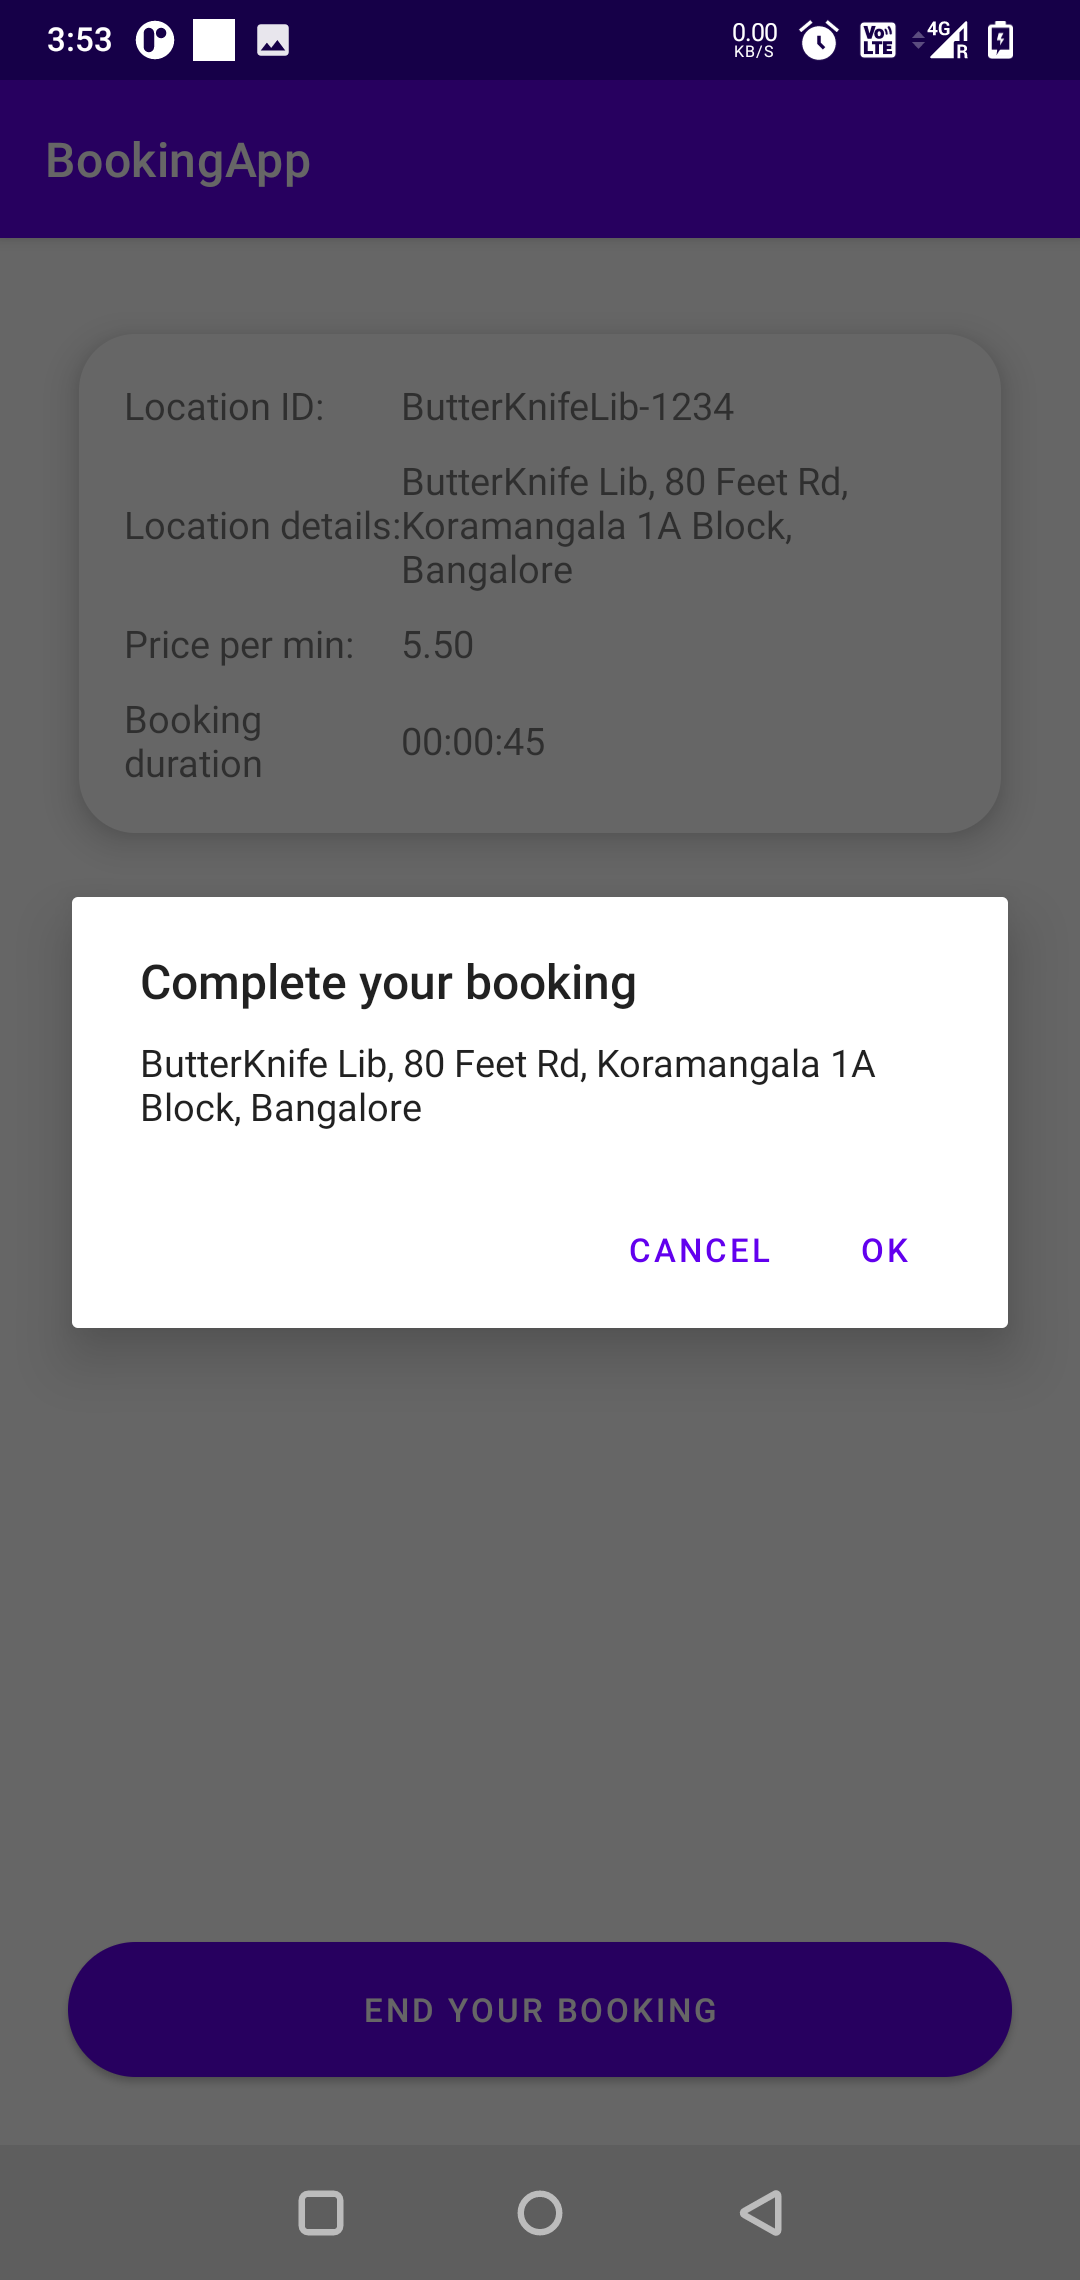 3:53
0.00
KB/S
Vo
LTE
4G
R
BookingApp
Location ID: ButterKnifeLib-1234
Location details: ButterKnife Lib, 80 Feet Rd,
Koramangala 1A Block,
Bangalore
Price per min: 5.50
Booking
duration
00:00:45
Complete your booking
ButterKnife Lib, 80 Feet Rd, Koramangala 1A
Block, Bangalore
CANCEL OK
END YOUR BOOKING